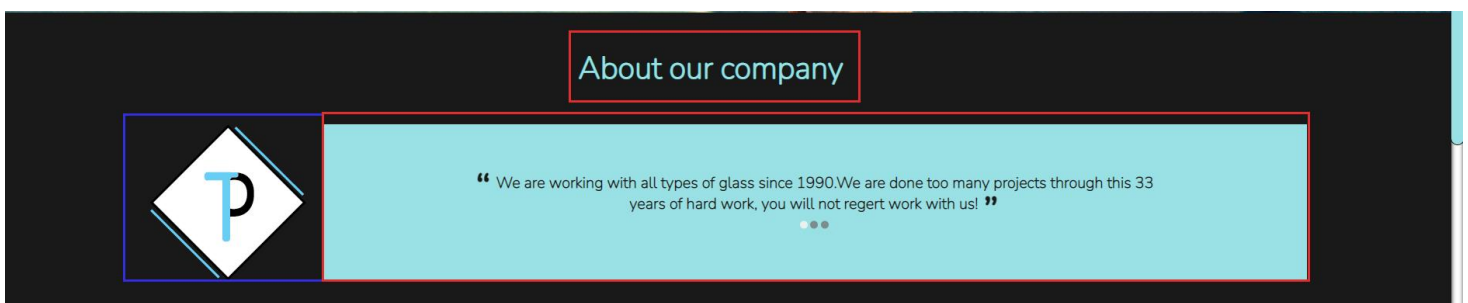 About our company
TP
“ We are working with all types of glass since 1990.We are done too many projects through this 33
years of hard work, you will not regert work with us! ”